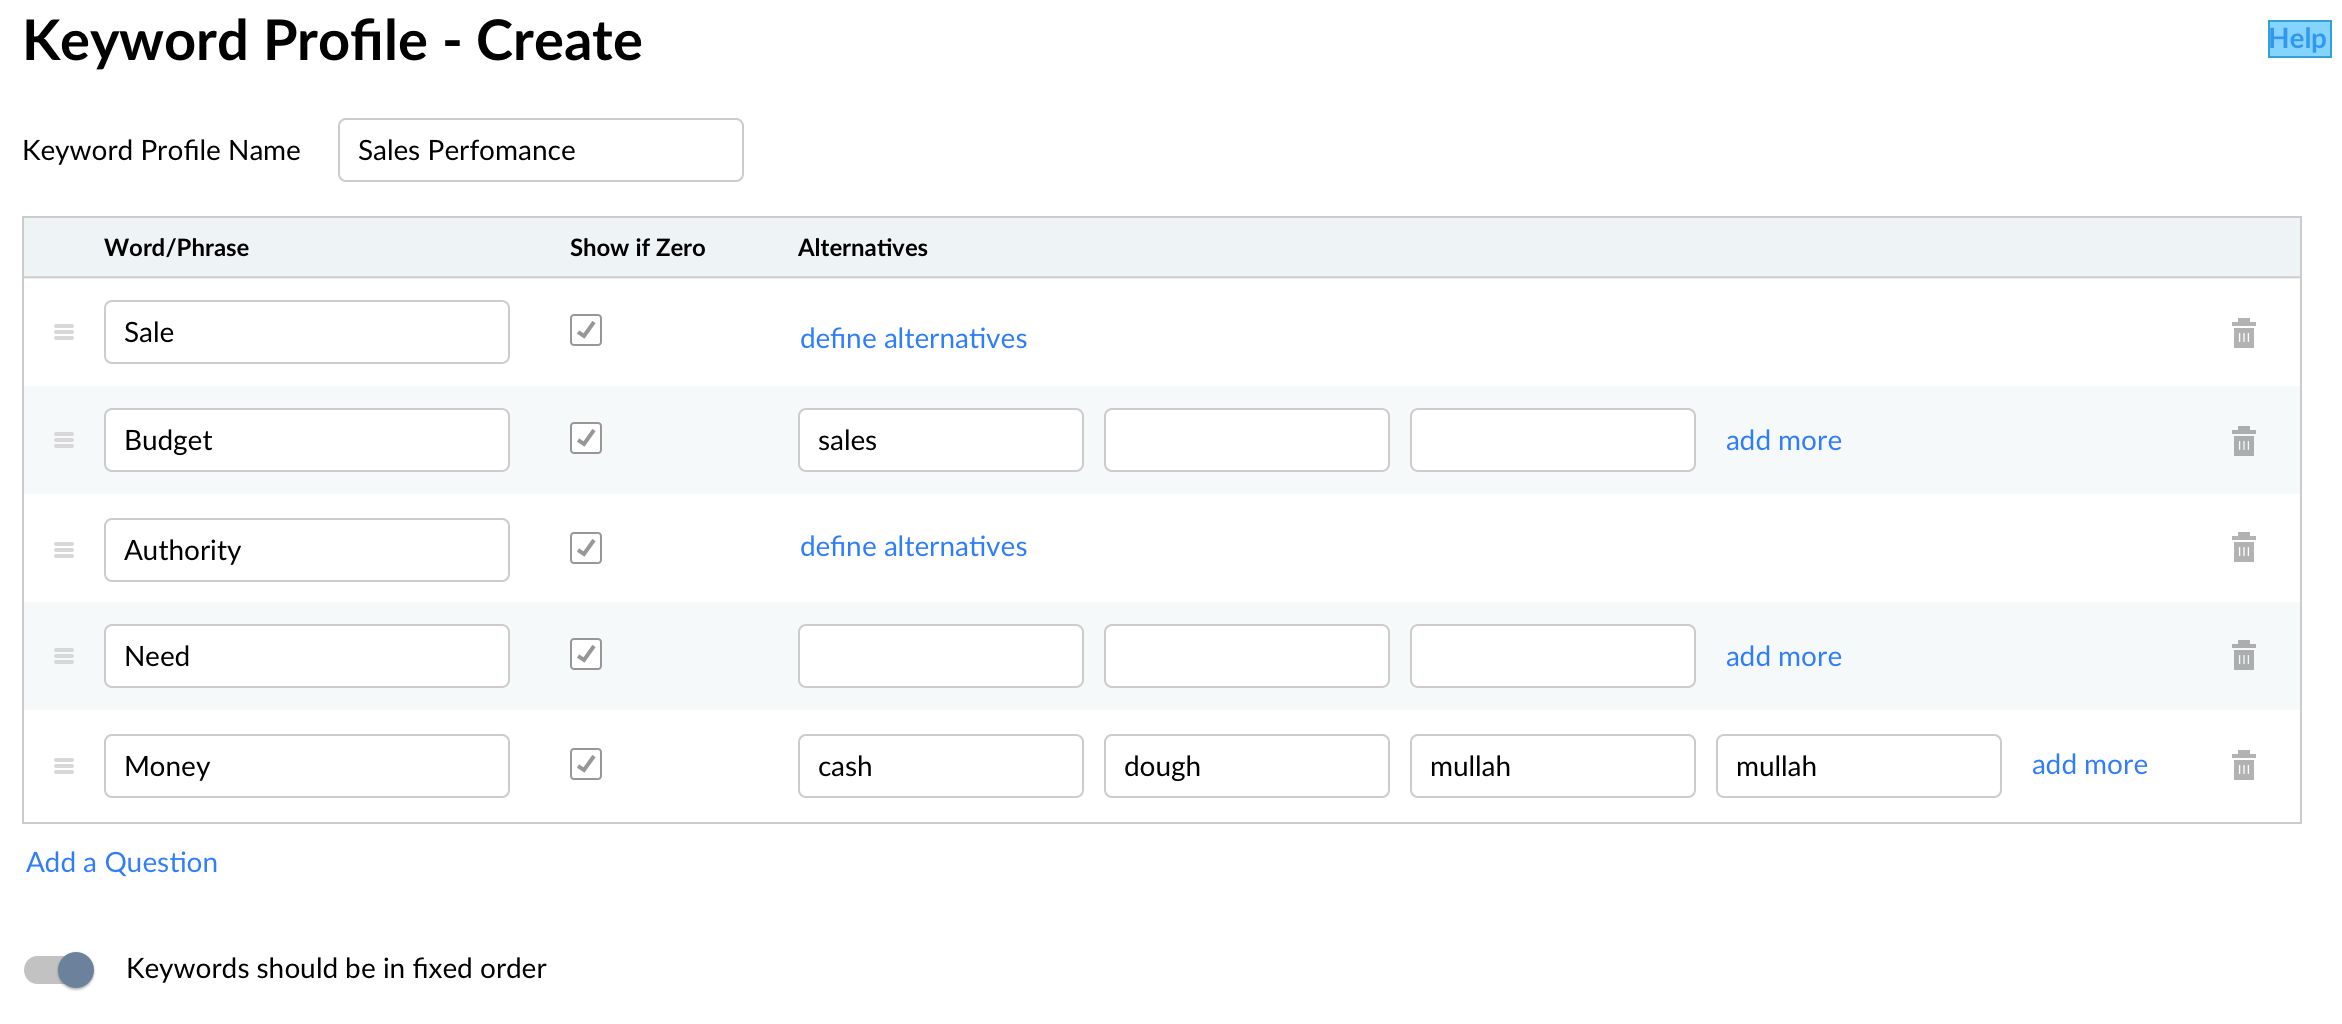 Keyword Profile - Create
Help
Keyword Profile Name
Sales Perfomance
Word/Phrase Show if Zero Alternatives
Sale define alternatives
Budget sales add more
Authority define alternatives
Need add more
Money cash dough mullah mullah add more
Add a Question
Keywords should be in fixed order